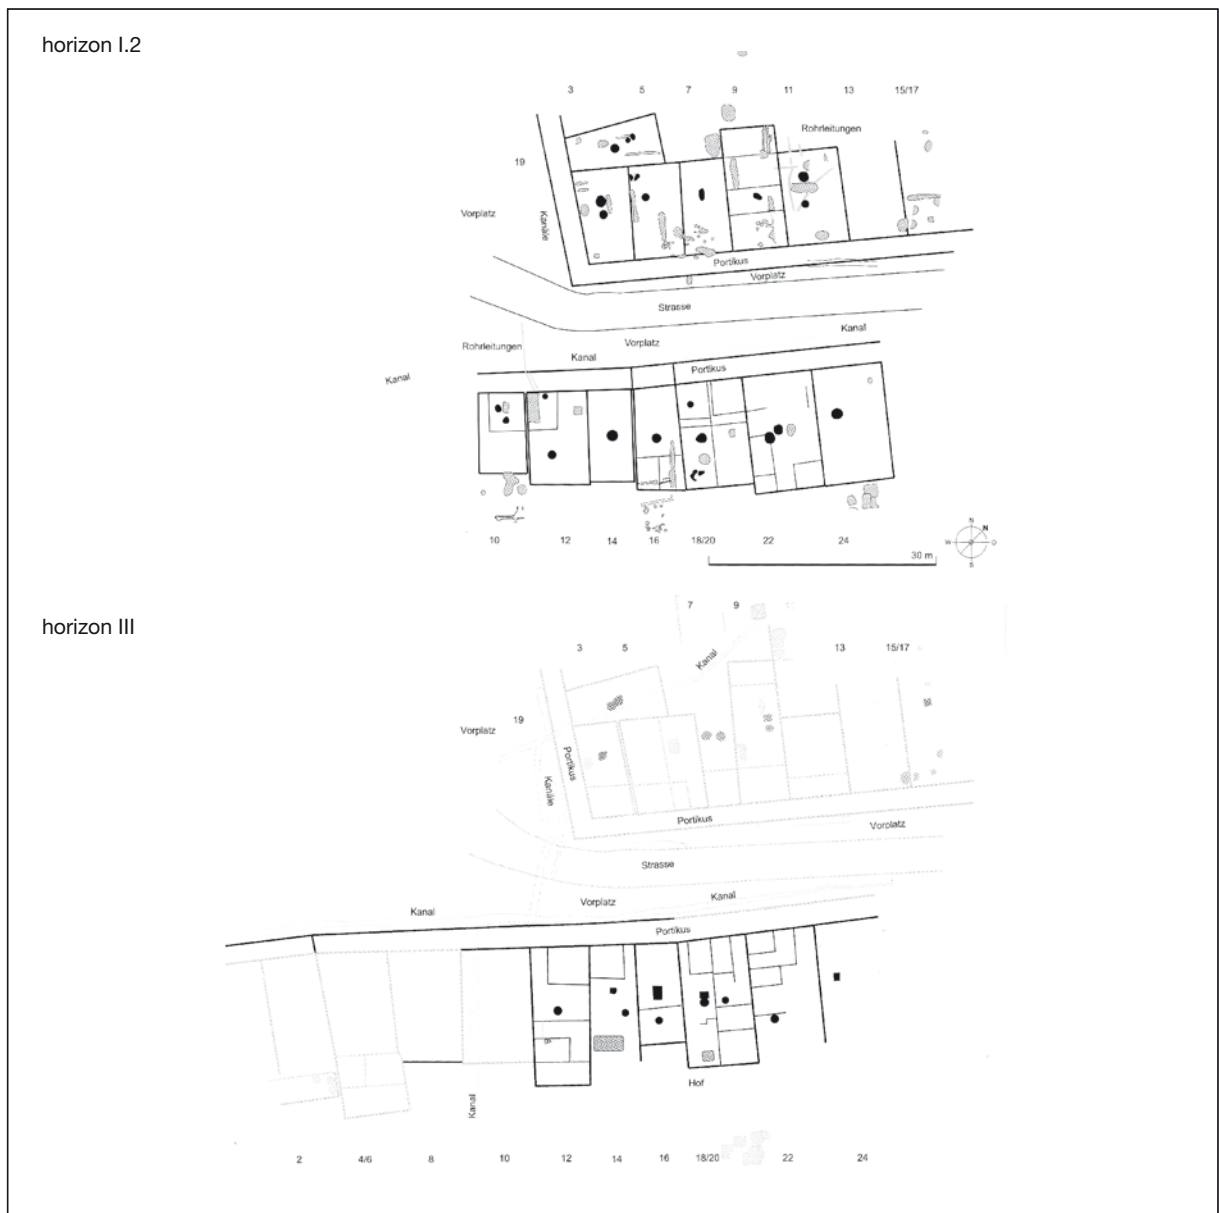 horizon I.2
3 5 7 9 11 13 15/17
Rohrleitungen
19
Vorplatz
Kanäle
Portikus
Vorplatz
Strasse
Kanal
Vorplatz
Rohrleitungen
Kanal
Portikus
Kanal
10 12 14 16 18/20 22 24
30 m
N
N
W O
S
horizon III
7 9
3 5 13 15/17
Kanal
19
Vorplatz
Portikus
Kanäle
Portikus
Vorplatz
Strasse
Kanal
Vorplatz
Kanal
Portikus
Hof
Kanal
2 4/6 8 10 12 14 16 18/20 22 24